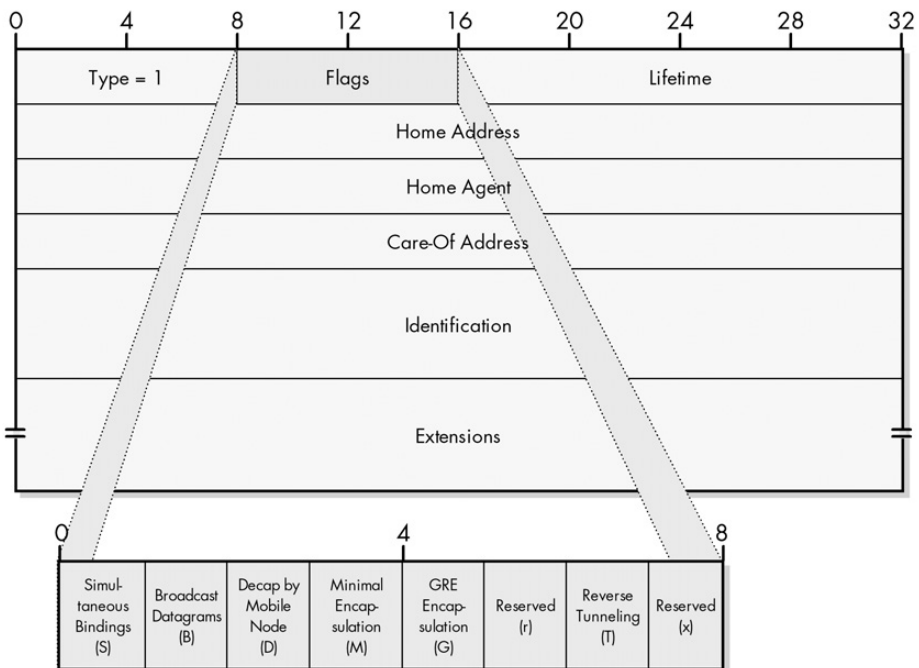 0 4 8 12 16 20 24 28 32
Type = 1 Flags Lifetime
Home Address
Home Agent
Care-Of Address
Identification
Extensions
0 4 8
Simul-
taneous
Bindings
(S)
Broadcast
Datagrams
(B)
Decap by
Mobile
Node
(D)
Minimal
Encap-
sulation
(M)
GRE
Encap-
sulation
(G)
Reserved
(r)
Reverse
Tunneling
(T)
Reserved
(x)